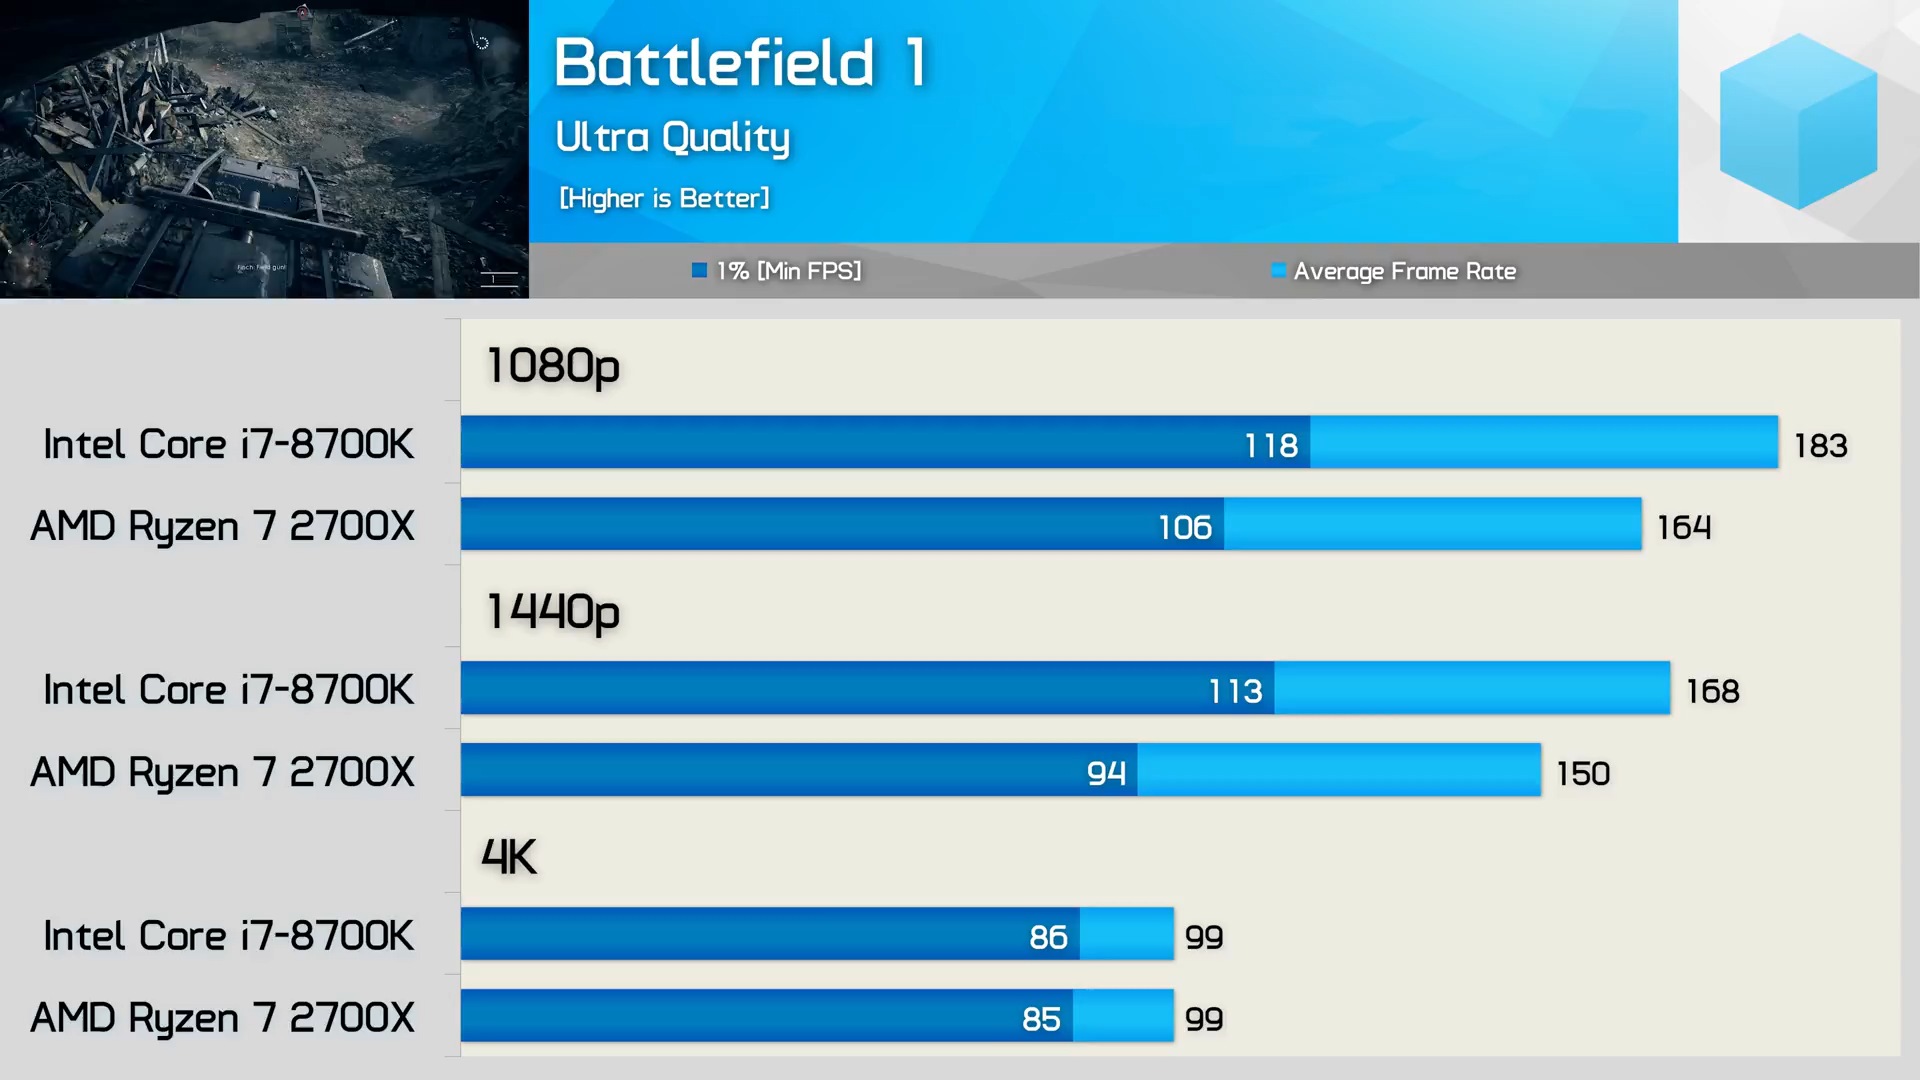 Battlefield 1
Ultra Quality
[Higher is Better]
1% [Min FPS]
Average Frame Rate
1080p
Intel Core i7-8700K
118
183
AMD Ryzen 7 2700X
106
164
1440p
Intel Core i7-8700K
113
168
AMD Ryzen 7 2700X
94
150
4K
Intel Core i7-8700K
86
99
AMD Ryzen 7 2700X
85
99